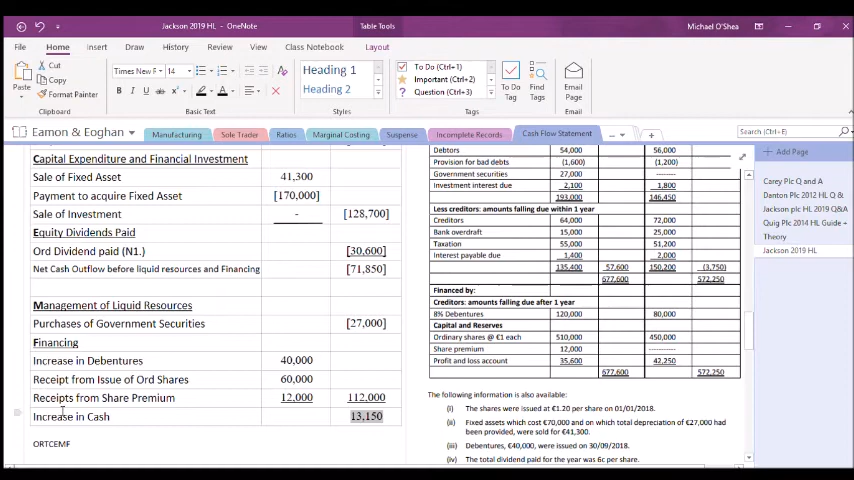 Jackson 2019 HL - OneNote
Table Tools
Michael O'Shea
File Home Insert Draw History Review View Help Class Notebook Layout
Paste
Cut
Copy
Format Painter
Clipboard
Times New R 14
B I U ab x
Basic Text
Heading 1
Heading 2
Styles
To Do (Ctrl+1)
Important (Ctrl+2)
Question (Ctrl+3)
To Do Tag
Find Tags
Tags
Email Page
Email
Eamon & Eoghan
Manufacturing Sole Trader Ratios Marginal Costing Suspense Incomplete Records Cash Flow Statement
Search (Ctrl+E)
Capital Expenditure and Financial Investment
Sale of Fixed Asset 41,300
Payment to acquire Fixed Asset [170,000]
Sale of Investment - [128,700]
Equity Dividends Paid
Ord Dividend paid (N1.) [30,600]
Net Cash Outflow before liquid resources and Financing [71,850]
Management of Liquid Resources
Purchases of Government Securities [27,000]
Financing
Increase in Debentures 40,000
Receipt from Issue of Ord Shares 60,000
Receipts from Share Premium 12,000 112,000
Increase in Cash 13,150
ORTCEMF
Debtors 54,000 56,000
Provision for bad debts (1,600) (1,200)
Government securities 27,000 --------
Investment interest due 2,100 1,800
193,000 146,450
Less creditors: amounts falling due within 1 year
Creditors 64,000 72,000
Bank overdraft 15,000 25,000
Taxation 55,000 51,200
Interest payable due 1,400 2,000
135,400 57,600 150,200 (3,750)
677,600 572,250
Financed by:
Creditors: amounts falling due after 1 year
8% Debentures 120,000 80,000
Capital and Reserves
Ordinary shares @ €1 each 510,000 450,000
Share premium 12,000 ---------
Profit and loss account 35,600 42,250
677,600 572,250
The following information is also available:
(i) The shares were issued at €1.20 per share on 01/01/2018.
(ii) Fixed assets which cost €70,000 and on which total depreciation of €27,000 had
been provided, were sold for €41,300.
(iii) Debentures, €40,000, were issued on 30/09/2018.
(iv) The total dividend paid for the year was 6c per share.
Add Page
Carey Plc Q and A
Danton Plc 2012 HL Q &
Jackson plc HL 2019 Q&A
Quig Plc 2014 HL Guide +
Theory
Jackson 2019 HL